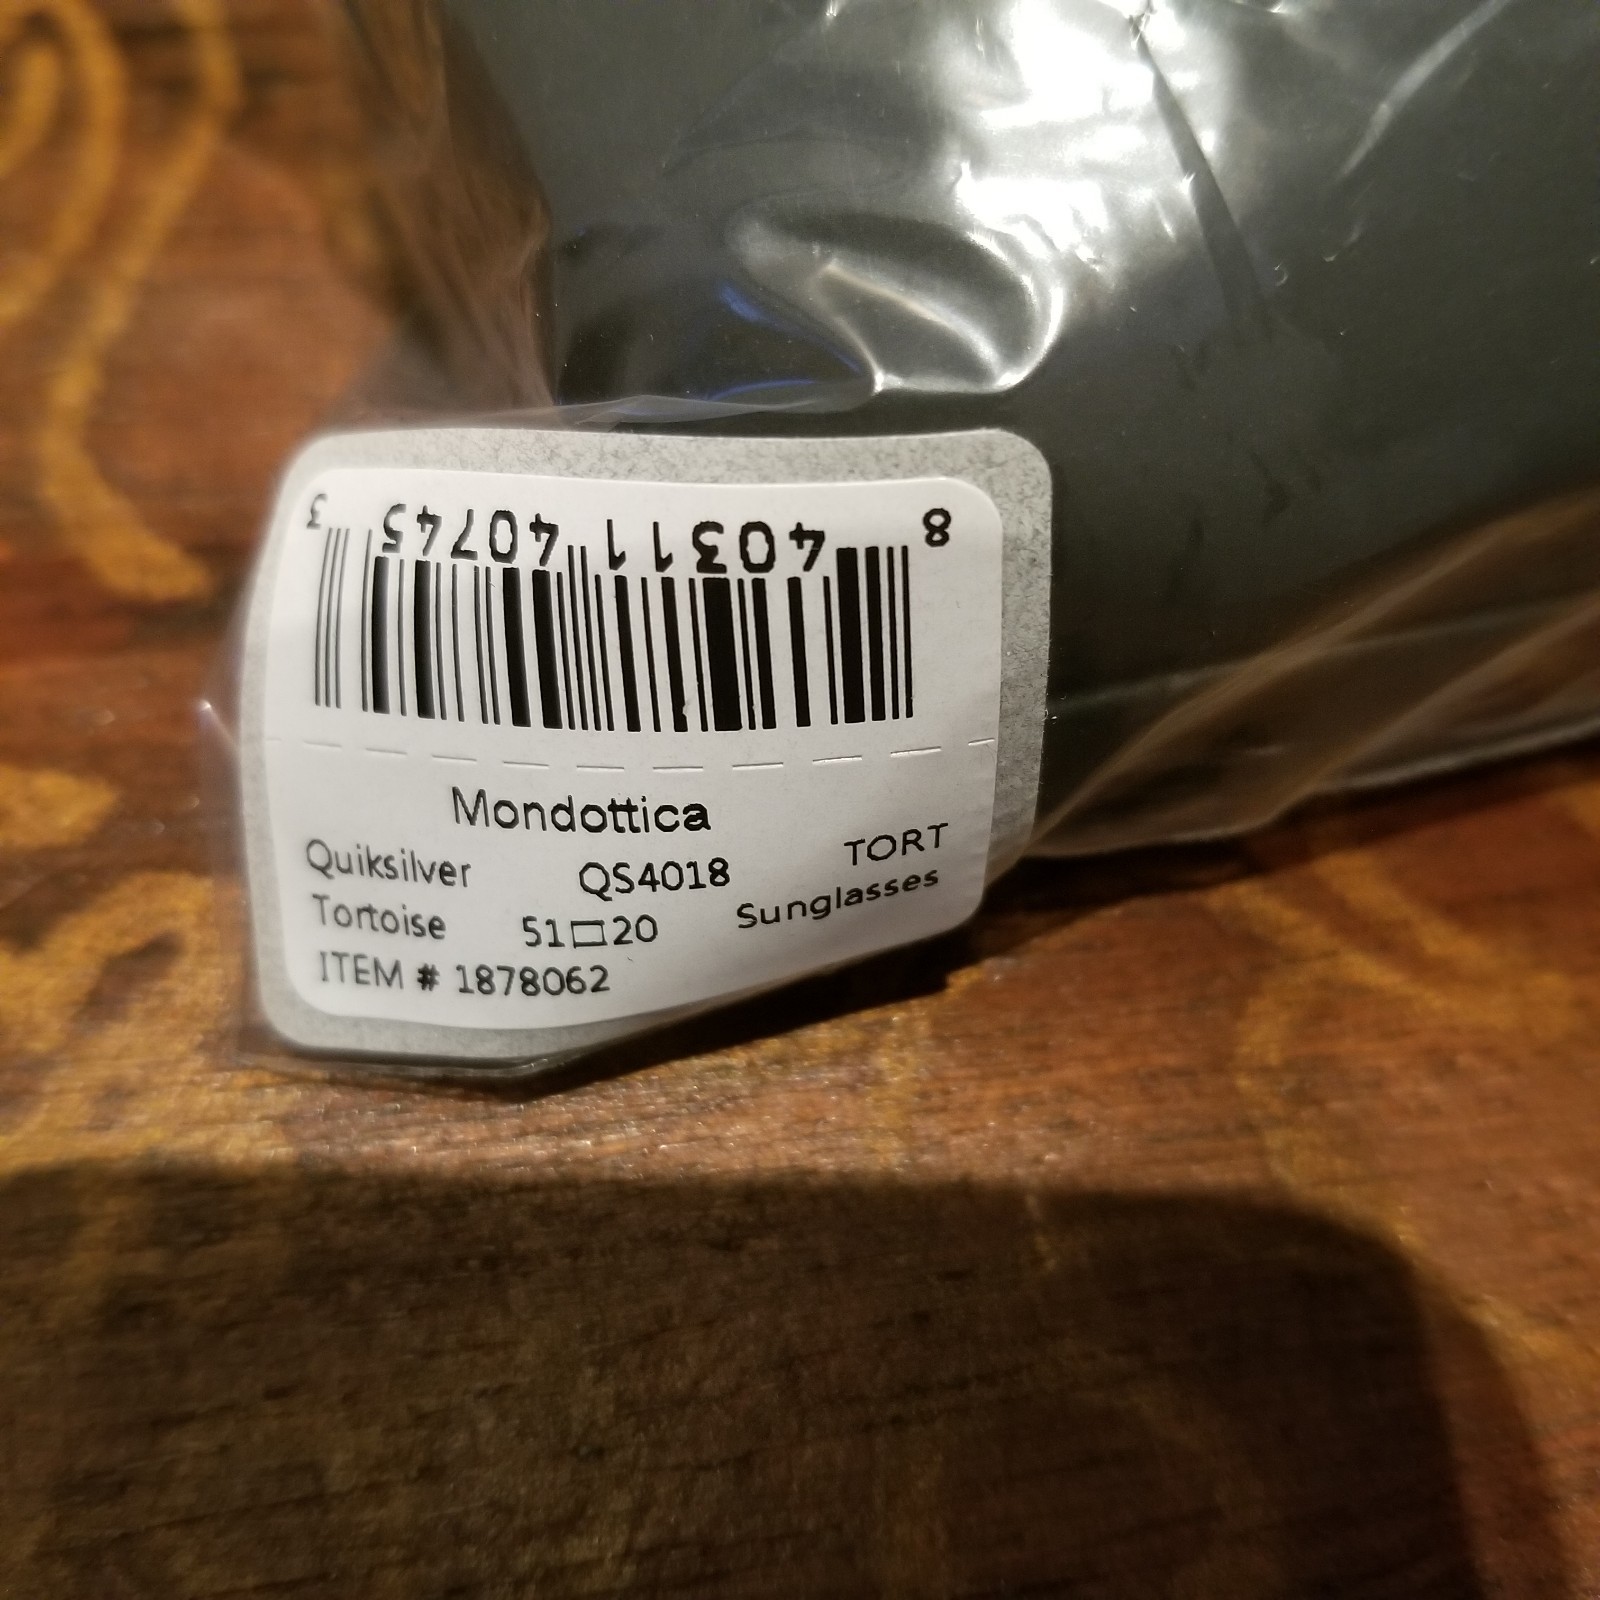 8 40311 40745 3
Mondottica
Quiksilver QS4018 TORT
Tortoise 51□20 Sunglasses
ITEM # 1878062